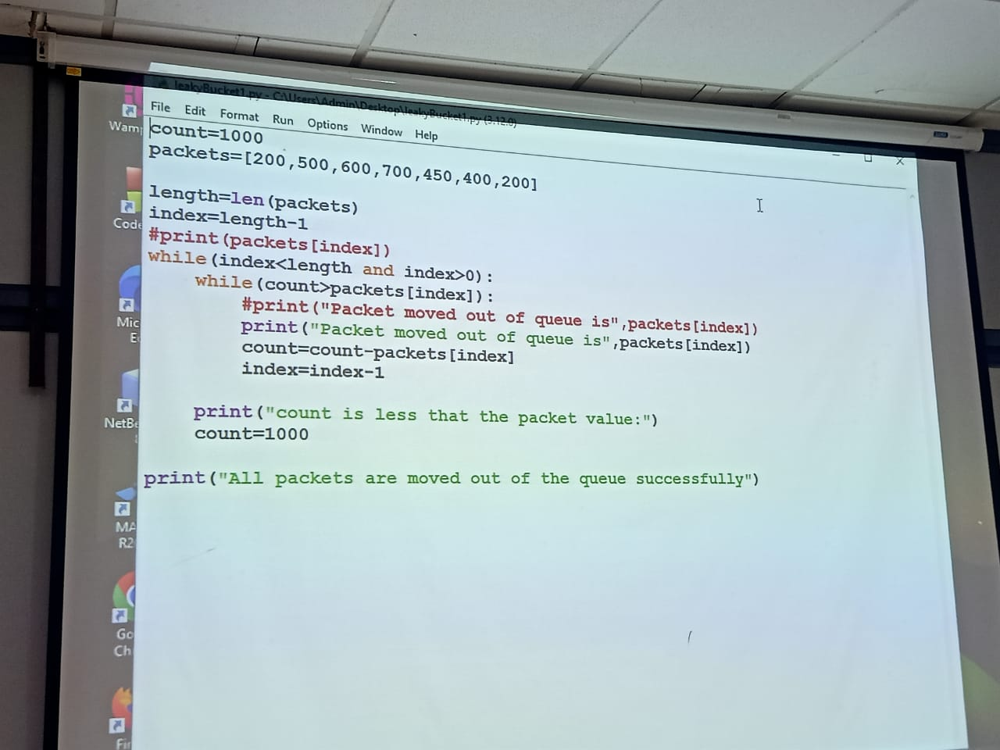 leakyBucket1.py - C:\Users\Admin\Desktop\leakyBucket1.py (3.12.0)
File Edit Format Run Options Window Help
count=1000
packets=[200,500,600,700,450,400,200]
length=len(packets)
index=length-1
#print(packets[index])
while(index<length and index>0):
    while(count>packets[index]):
        #print("Packet moved out of queue is",packets[index])
        print("Packet moved out of queue is",packets[index])
        count=count-packets[index]
        index=index-1
    print("count is less that the packet value:")
    count=1000
print("All packets are moved out of the queue successfully")
Wam
Code
Mic
E
NetBe
MA
R2
Go
Ch
Fir